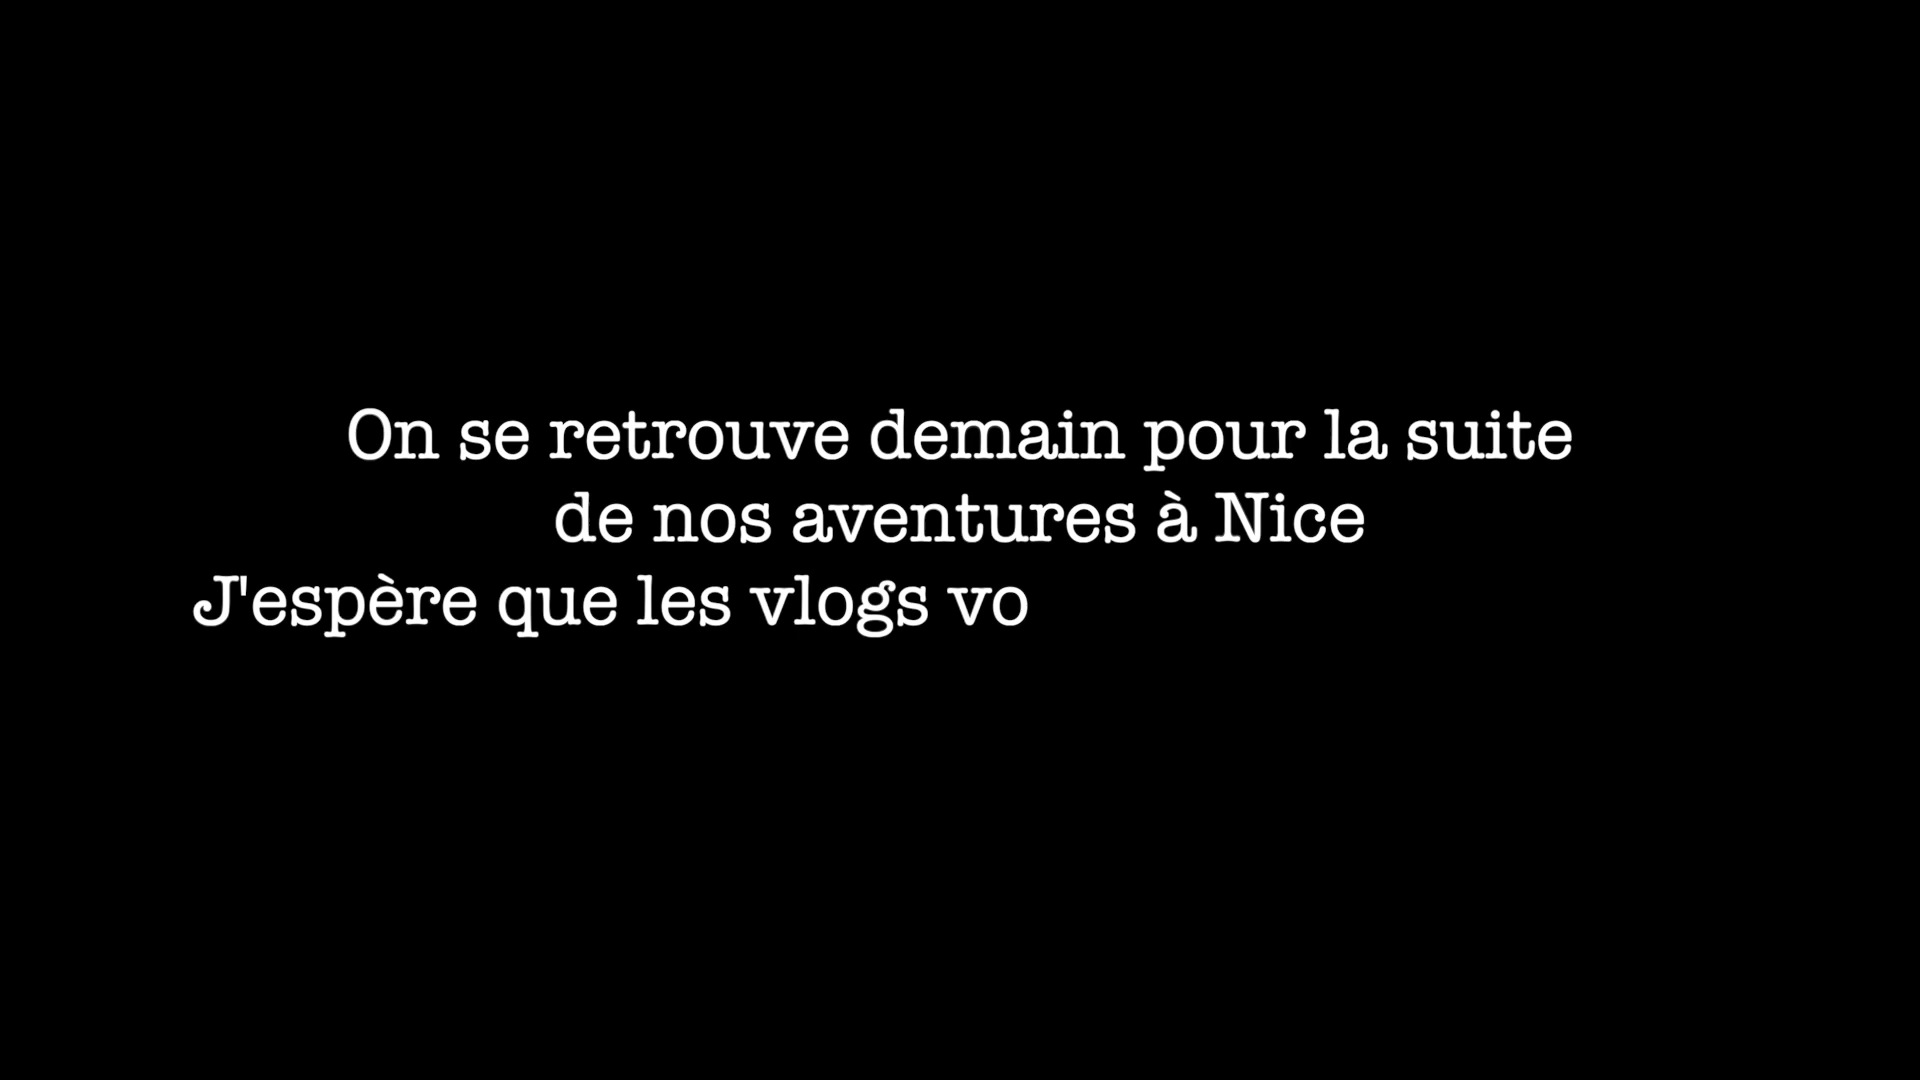 On se retrouve demain pour la suite
de nos aventures à Nice
J'espère que les vlogs vo